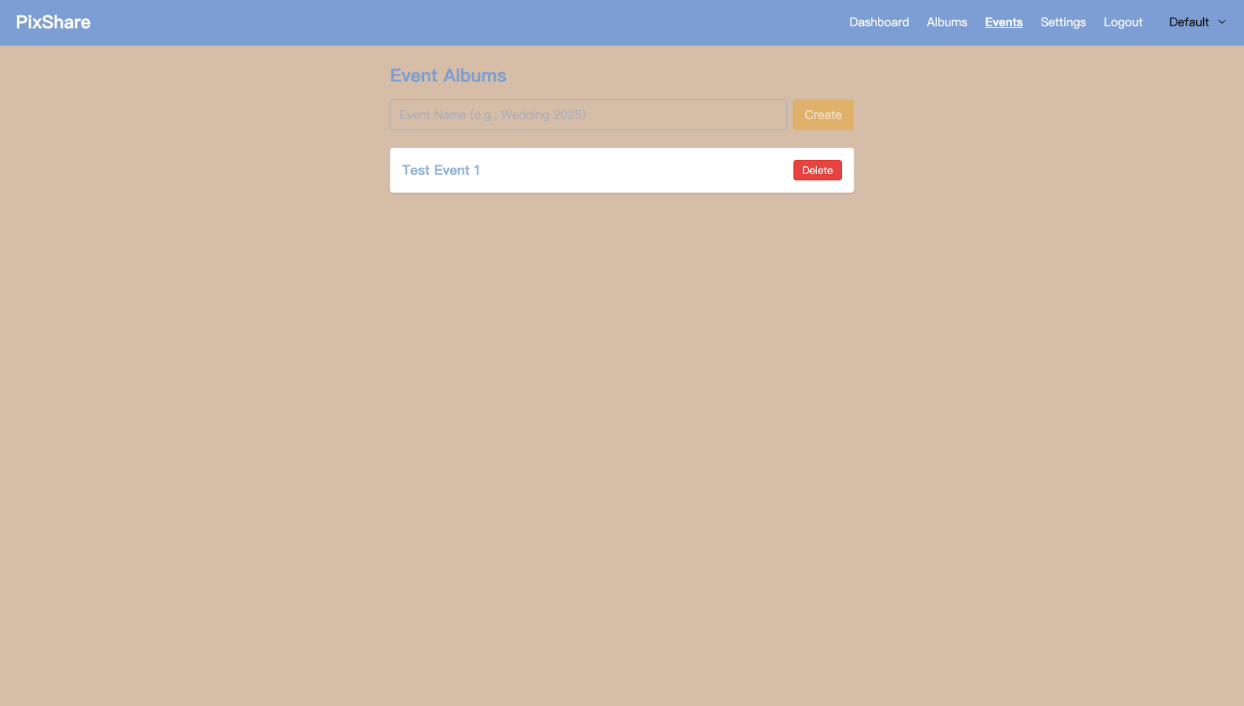 PixShare
Dashboard Albums Events Settings Logout Default
Event Albums
Event Name (e.g., Wedding 2025) Create
Test Event 1 Delete